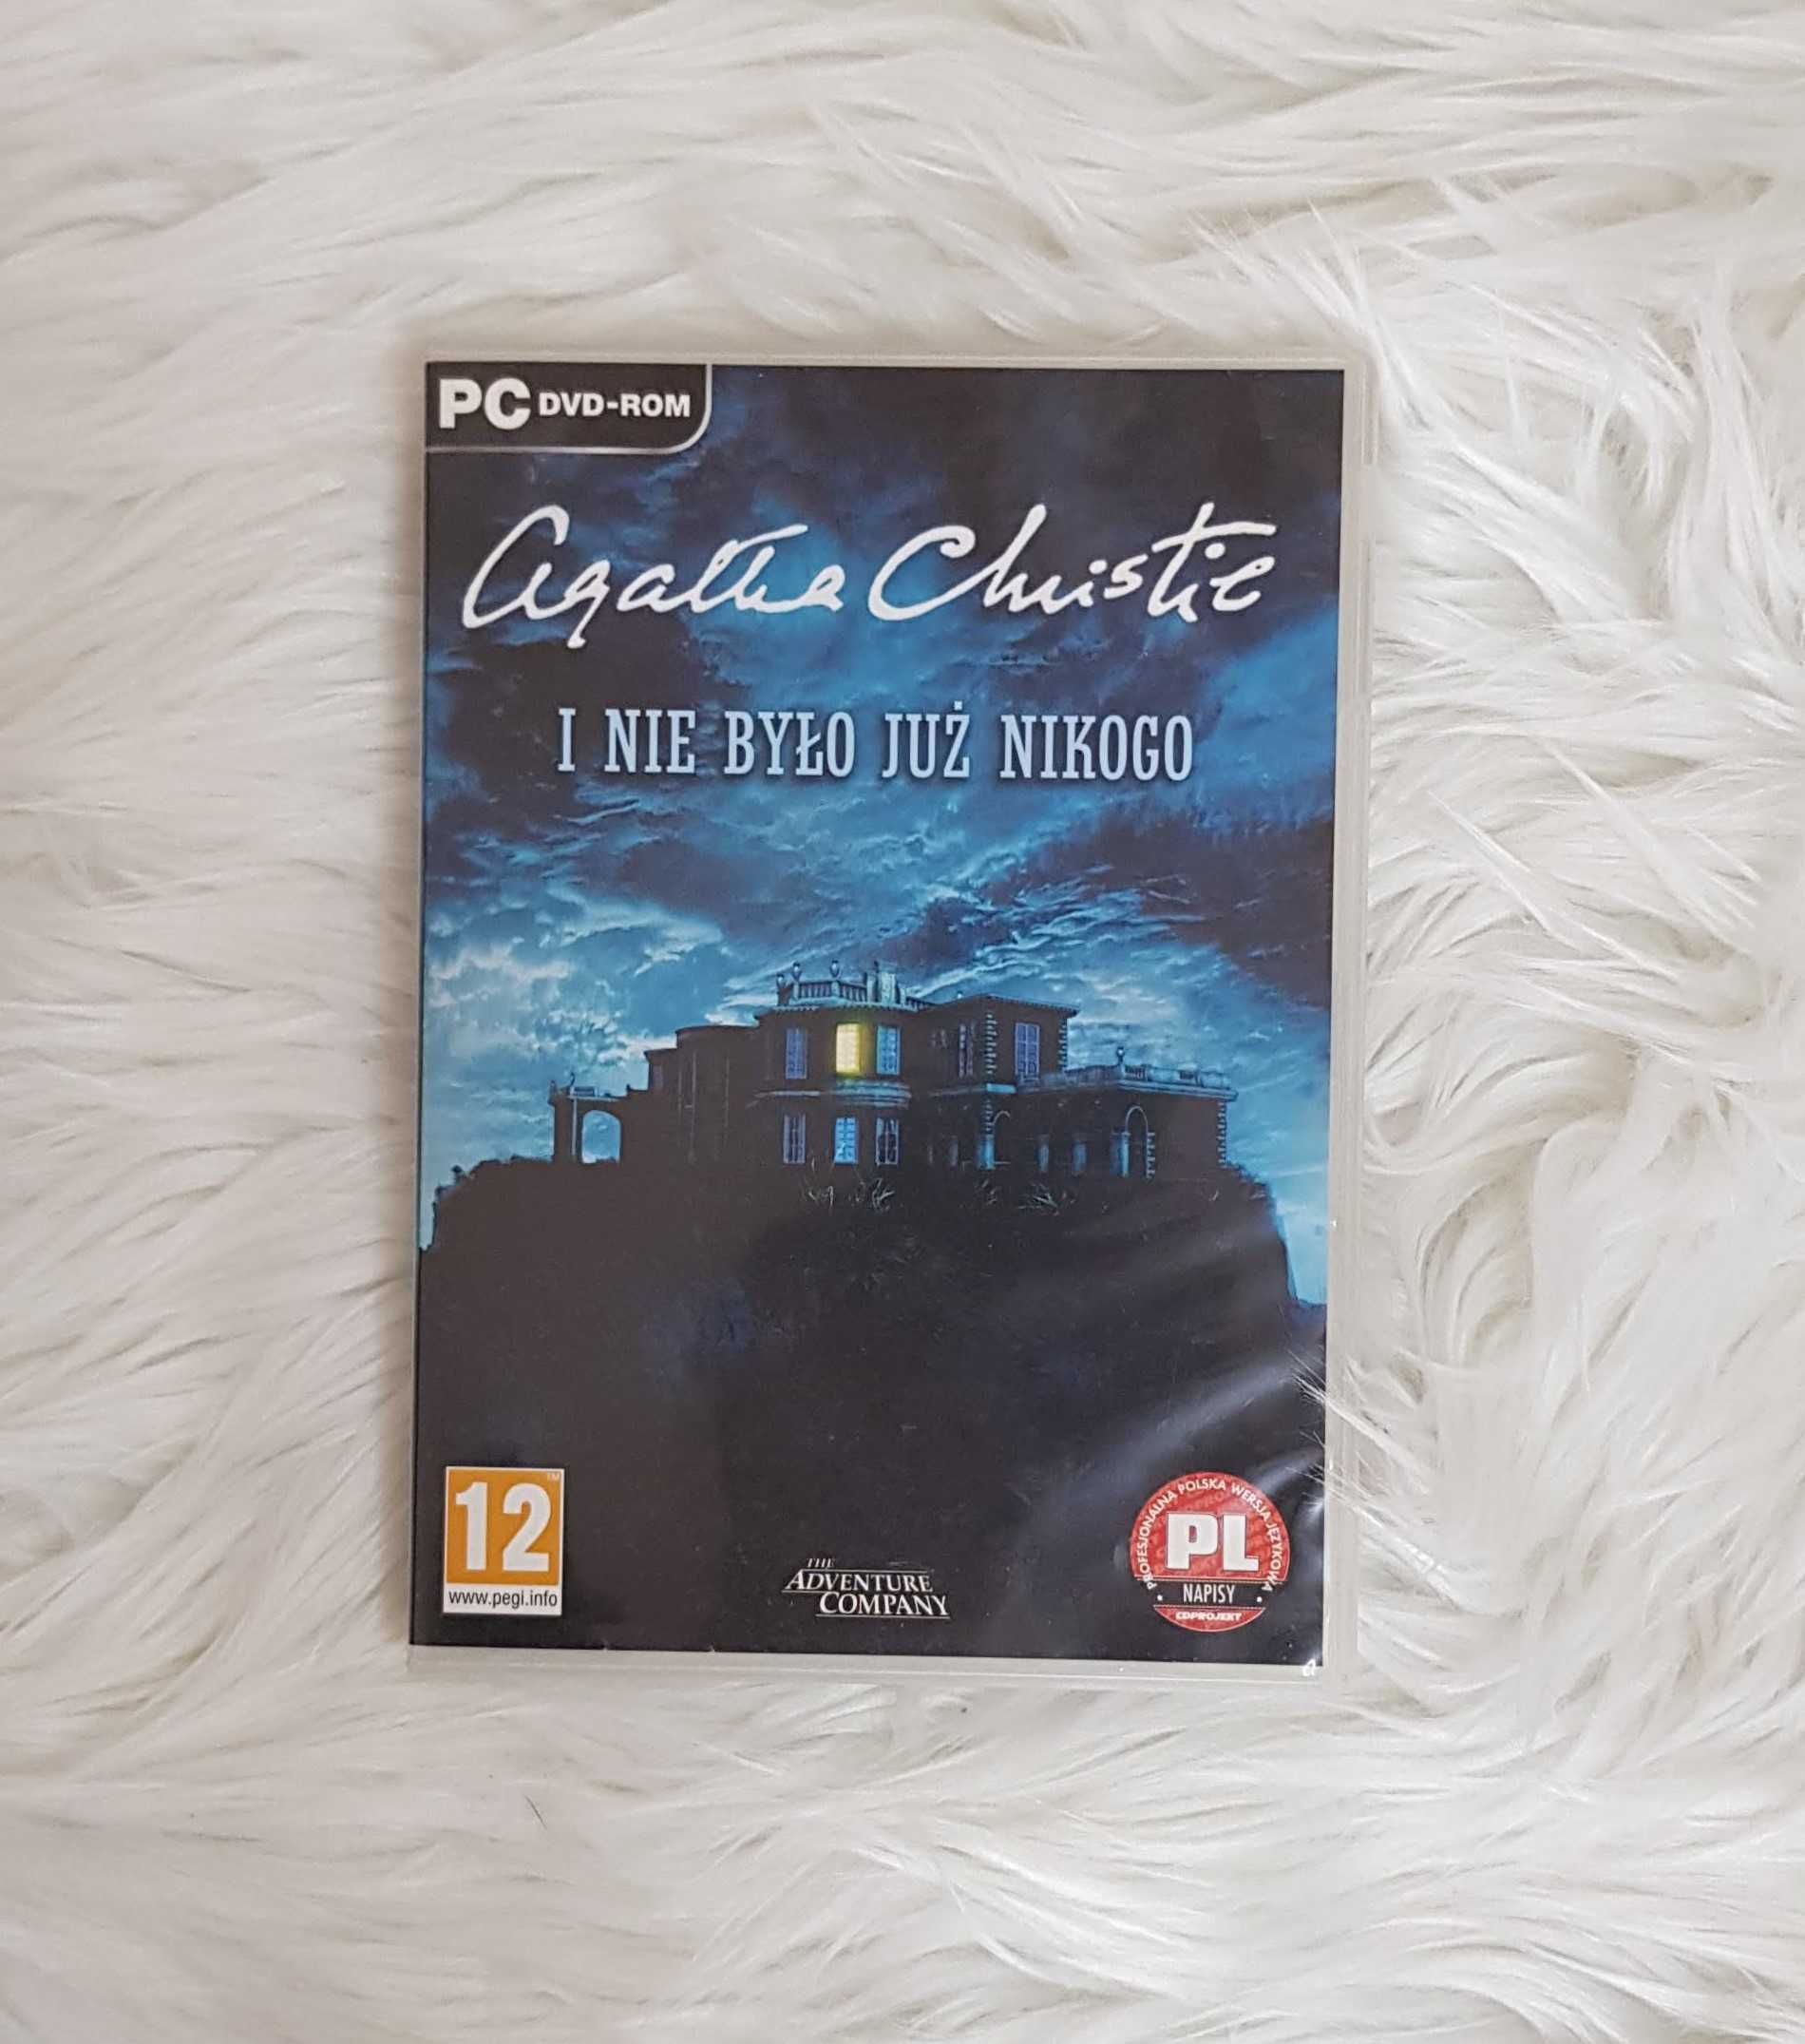 PC DVD-ROM
Agatha Christie
I NIE BYŁO JUŻ NIKOGO
12™
www.pegi.info
THE
ADVENTURE
COMPANY
PROFESJONALNA POLSKA WERSJA JĘZYKOWA
PL
NAPISY
CDPROJEKT